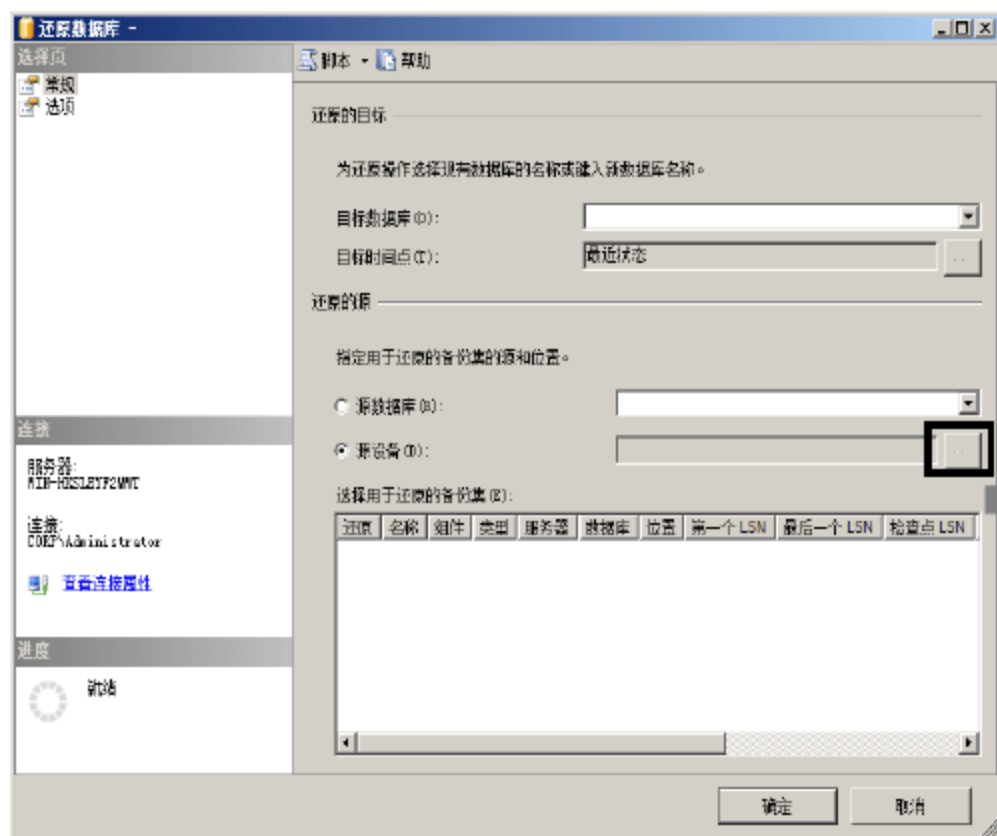 还原数据库 -
选择页
常规
选项
脚本 帮助
还原的目标
为还原操作选择现有数据库的名称或键入新数据库名称。
目标数据库(O):
目标时间点(T): 最近状态 ..
还原的源
指定用于还原的备份集的源和位置。
源数据库(R):
源设备(D): ..
选择用于还原的备份集(E):
还原 名称 组件 类型 服务器 数据库 位置 第一个 LSN 最后一个 LSN 检查点 LSN
连接
服务器:
连接:
CORP\Administrator
查看连接属性
进度
就绪
确定 取消